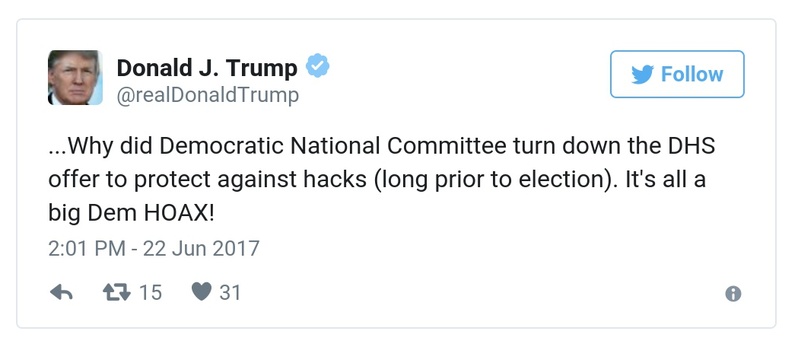 Donald J. Trump
@realDonaldTrump
Follow
...Why did Democratic National Committee turn down the DHS
offer to protect against hacks (long prior to election). It's all a
big Dem HOAX!
2:01 PM - 22 Jun 2017
15 31